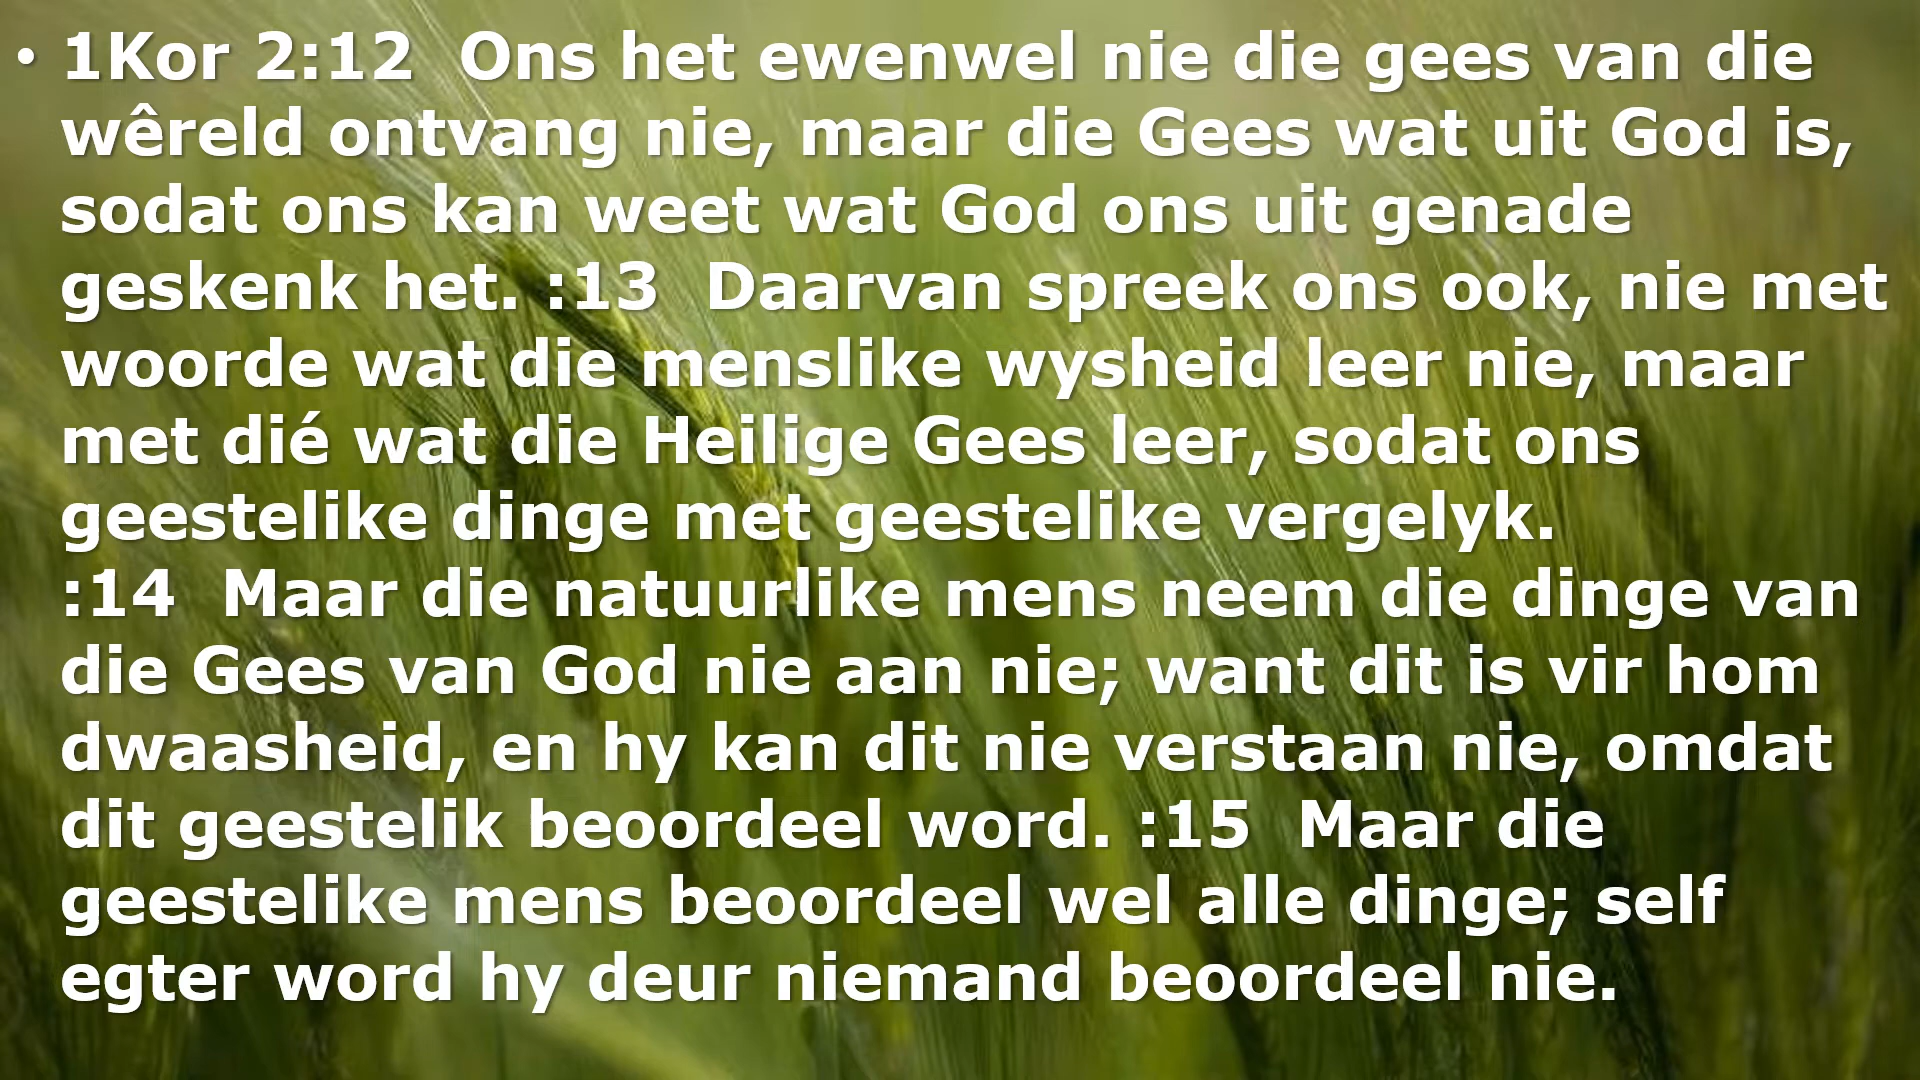 • 1Kor 2:12  Ons het ewenwel nie die gees van die
wêreld ontvang nie, maar die Gees wat uit God is,
sodat ons kan weet wat God ons uit genade
geskenk het. :13  Daarvan spreek ons ook, nie met
woorde wat die menslike wysheid leer nie, maar
met dié wat die Heilige Gees leer, sodat ons
geestelike dinge met geestelike vergelyk.
:14  Maar die natuurlike mens neem die dinge van
die Gees van God nie aan nie; want dit is vir hom
dwaasheid, en hy kan dit nie verstaan nie, omdat
dit geestelik beoordeel word. :15  Maar die
geestelike mens beoordeel wel alle dinge; self
egter word hy deur niemand beoordeel nie.